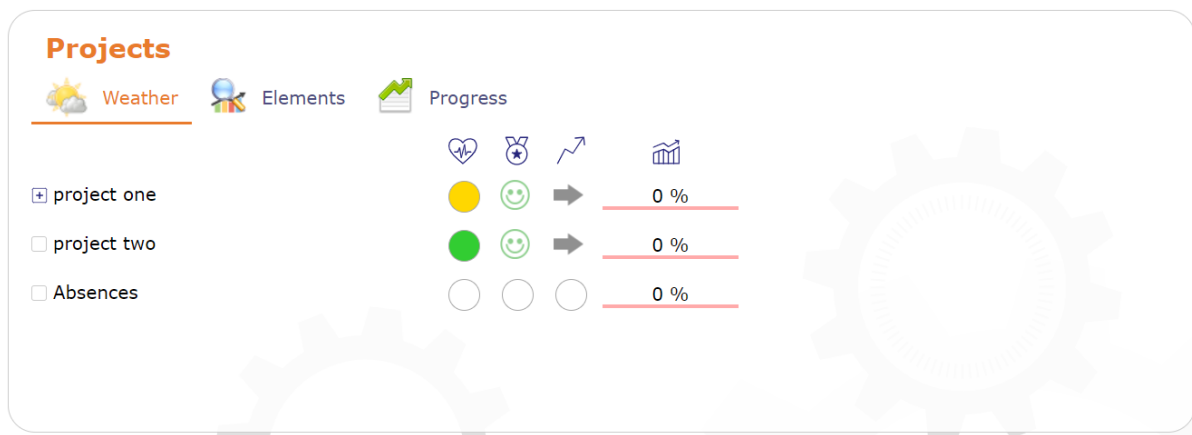 Projects
Weather Elements Progress
project one 0 %
project two 0 %
Absences 0 %